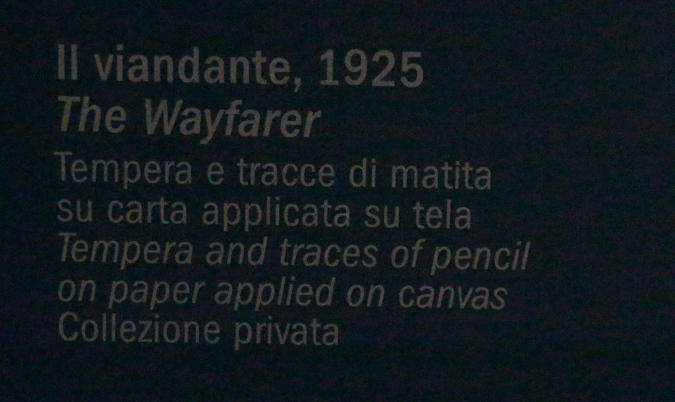 Il viandante, 1925
The Wayfarer
Tempera e tracce di matita
su carta applicata su tela
Tempera and traces of pencil
on paper applied on canvas
Collezione privata